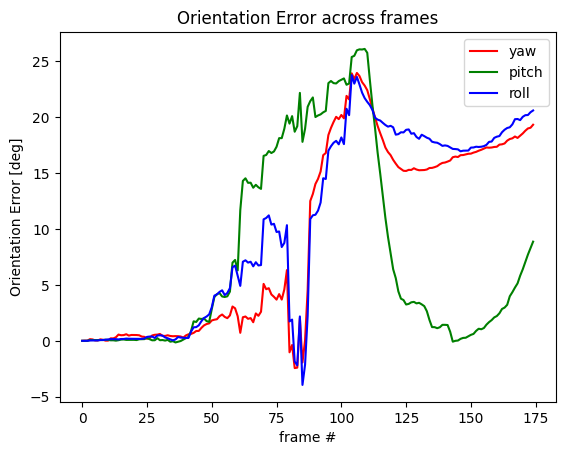 Orientation Error across frames
yaw
pitch
roll
Orientation Error [deg]
25
20
15
10
5
0
−5
0
25
50
75
100
125
150
175
frame #